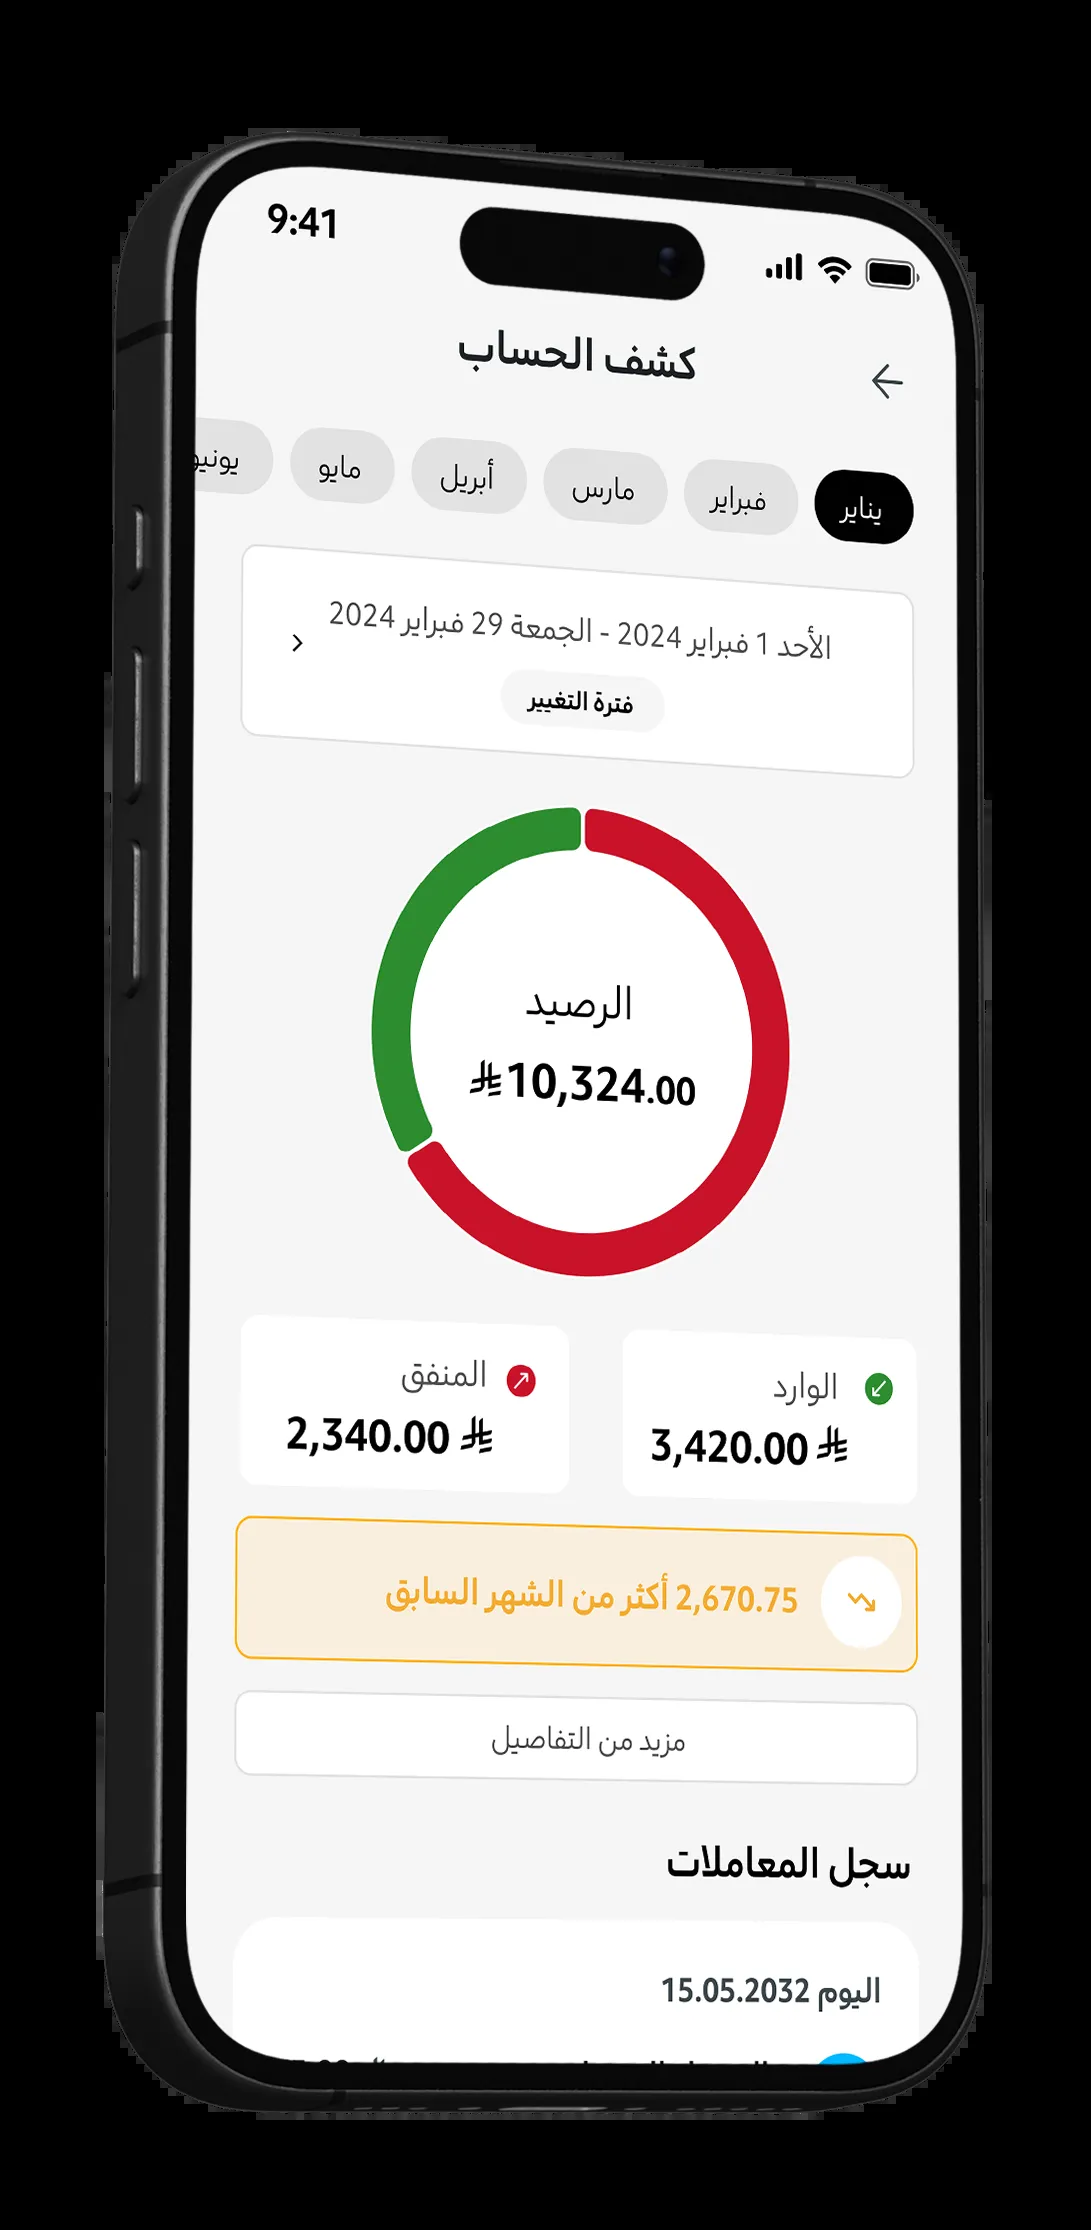 9:41
كشف الحساب
يناير فبراير مارس أبريل مايو يونيو
الأحد 1 فبراير 2024 - الجمعة 29 فبراير 2024
فترة التغيير
الرصيد
⃁10,324.00
الوارد
3,420.00 ⃁
المنفق
2,340.00 ⃁
2,670.75 أكثر من الشهر السابق
مزيد من التفاصيل
سجل المعاملات
اليوم 15.05.2032